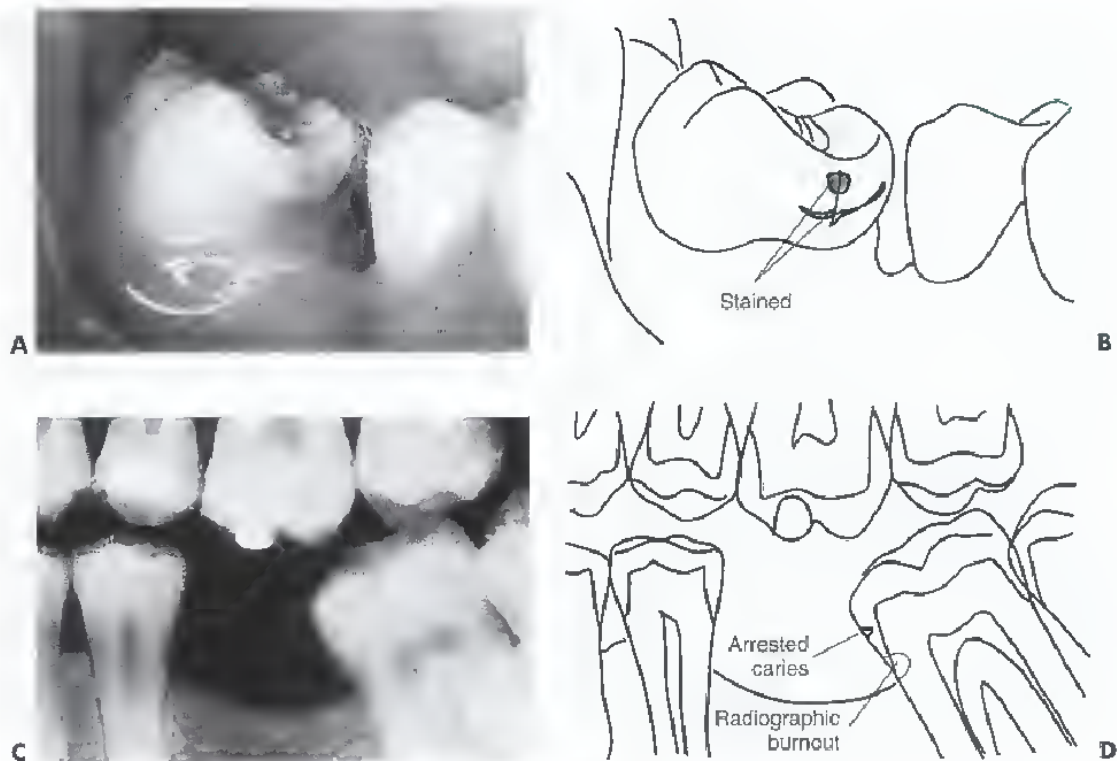 Stained
A
B
Arrested
caries
Radiographic
burnout
C
D